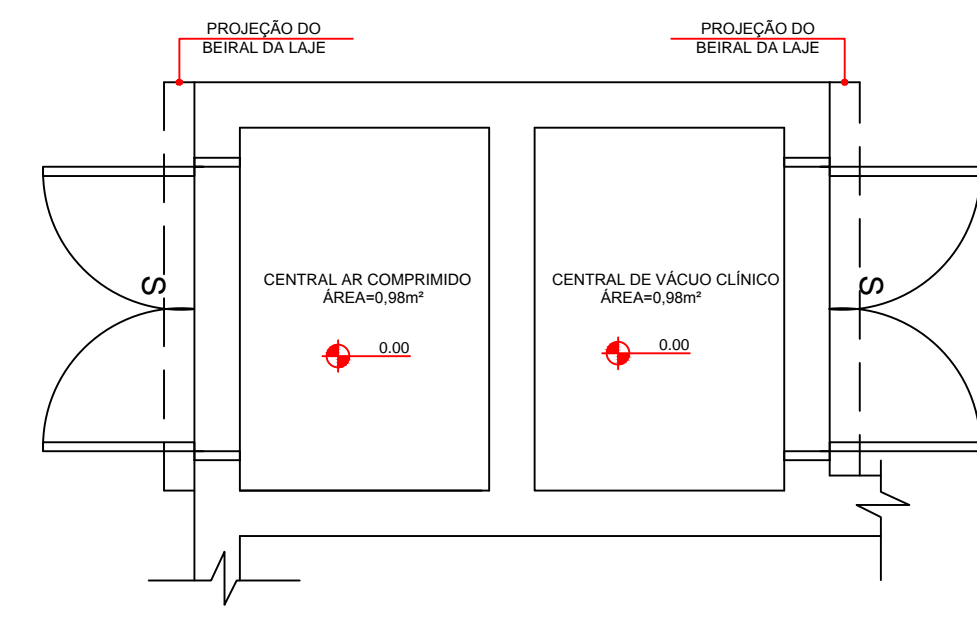 PROJEÇÃO DO
BEIRAL DA LAJE
PROJEÇÃO DO
BEIRAL DA LAJE
S
CENTRAL AR COMPRIMIDO
ÁREA=0,98m²
0.00
CENTRAL DE VÁCUO CLÍNICO
ÁREA=0,98m²
0.00
S